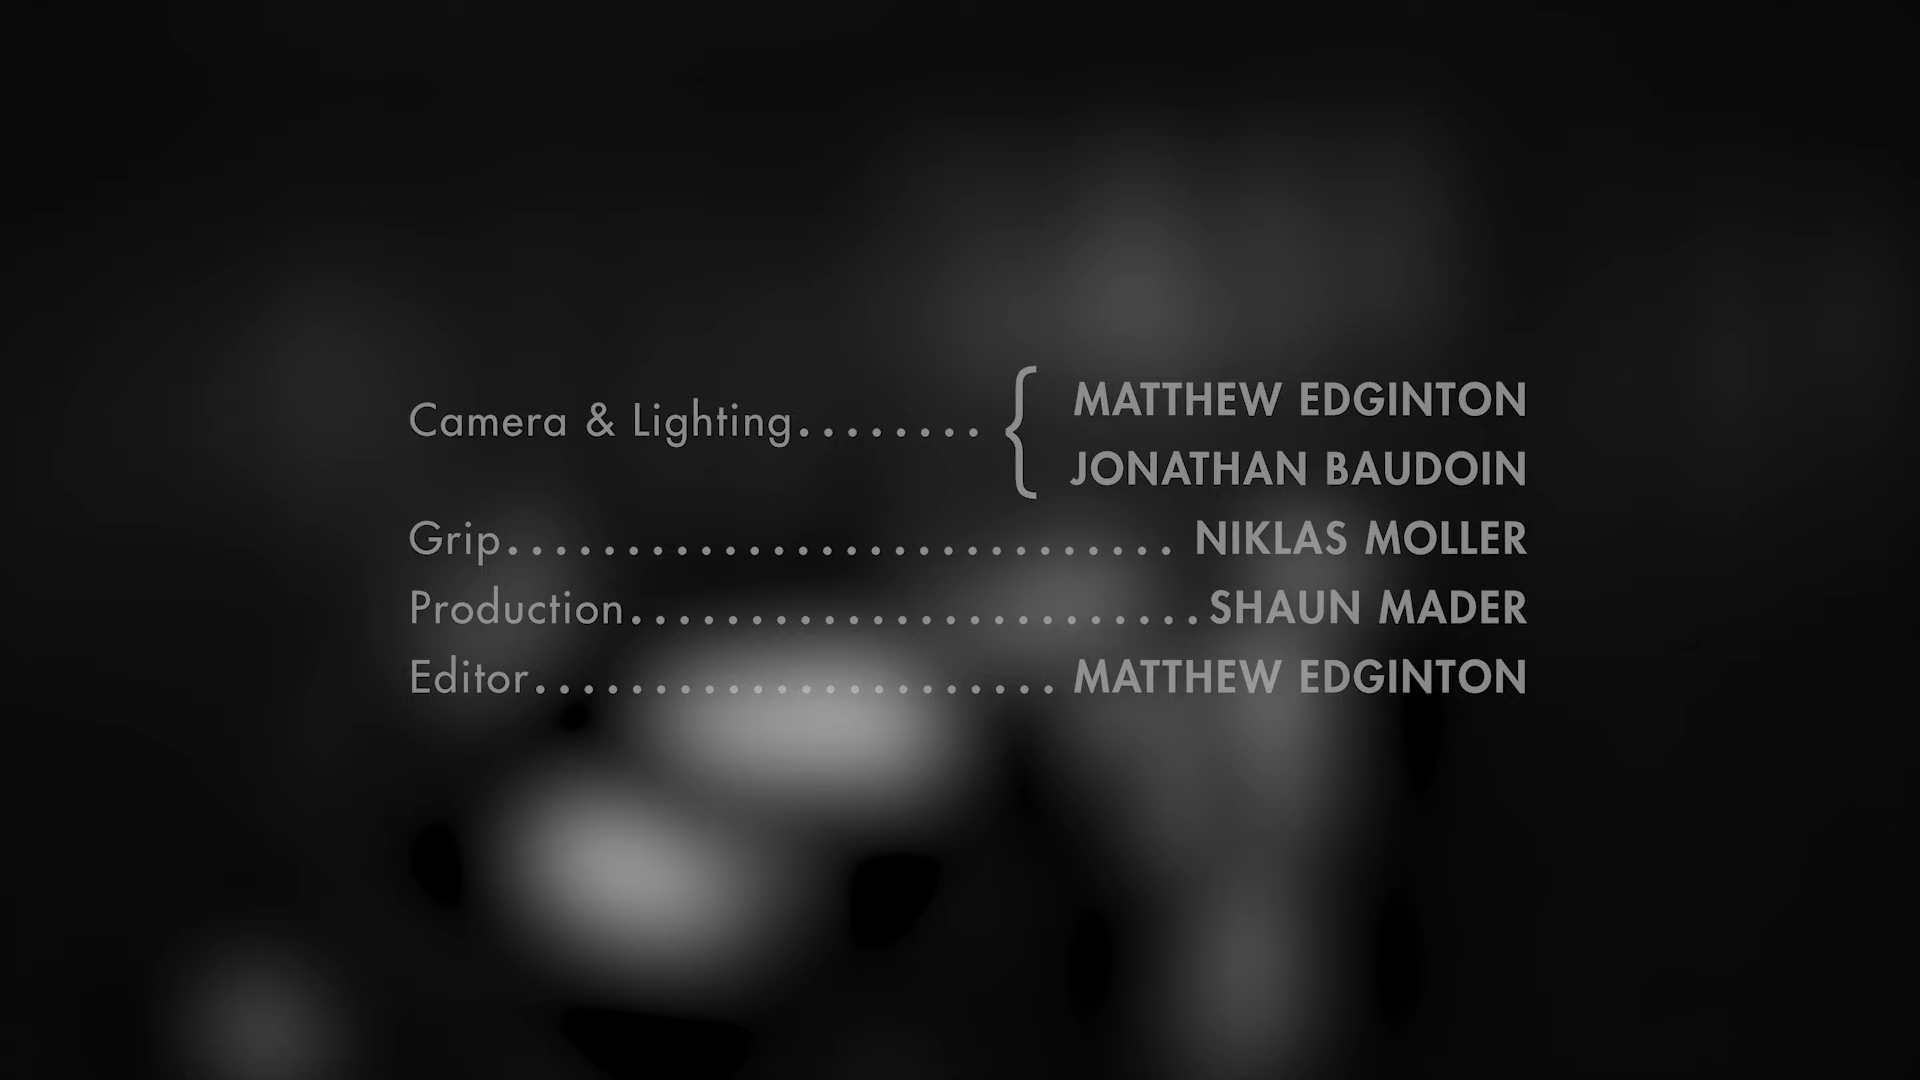 Camera & Lighting........{ MATTHEW EDGINTON
JONATHAN BAUDOIN
Grip............................ NIKLAS MOLLER
Production........................SHAUN MADER
Editor...................... MATTHEW EDGINTON